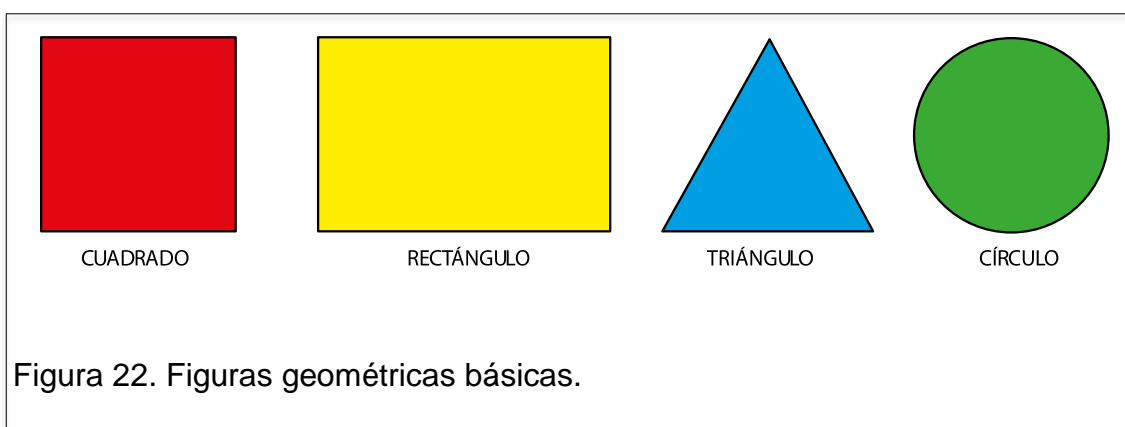 CUADRADO RECTÁNGULO TRIÁNGULO CÍRCULO
Figura 22. Figuras geométricas básicas.